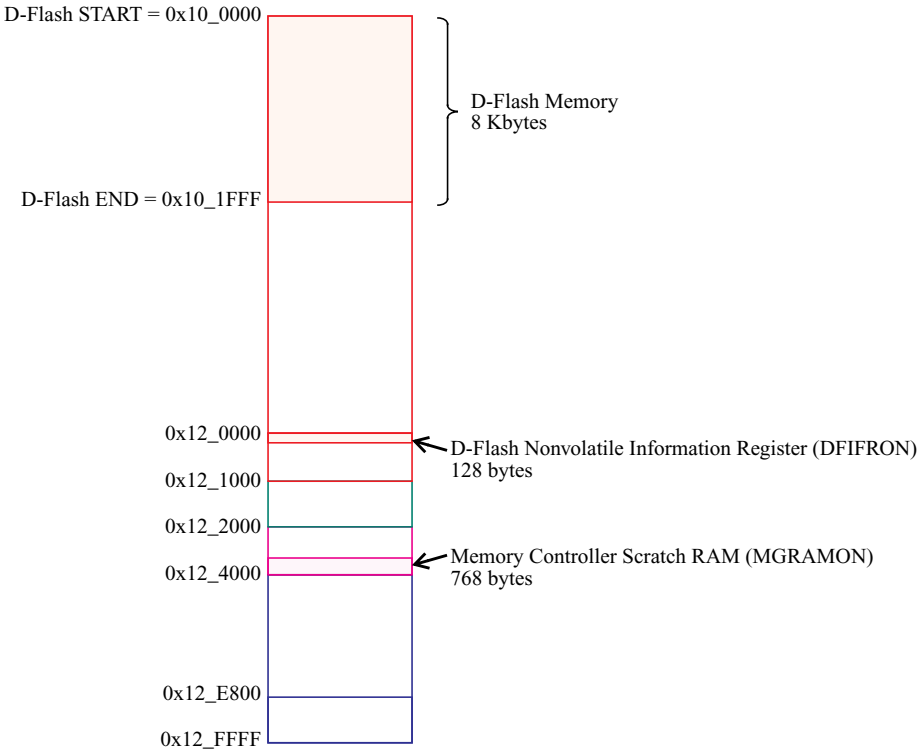 D-Flash START = 0x10_0000
D-Flash Memory
8 Kbytes
D-Flash END = 0x10_1FFF
0x12_0000
D-Flash Nonvolatile Information Register (DFIFRON)
128 bytes
0x12_1000
0x12_2000
Memory Controller Scratch RAM (MGRAMON)
768 bytes
0x12_4000
0x12_E800
0x12_FFFF